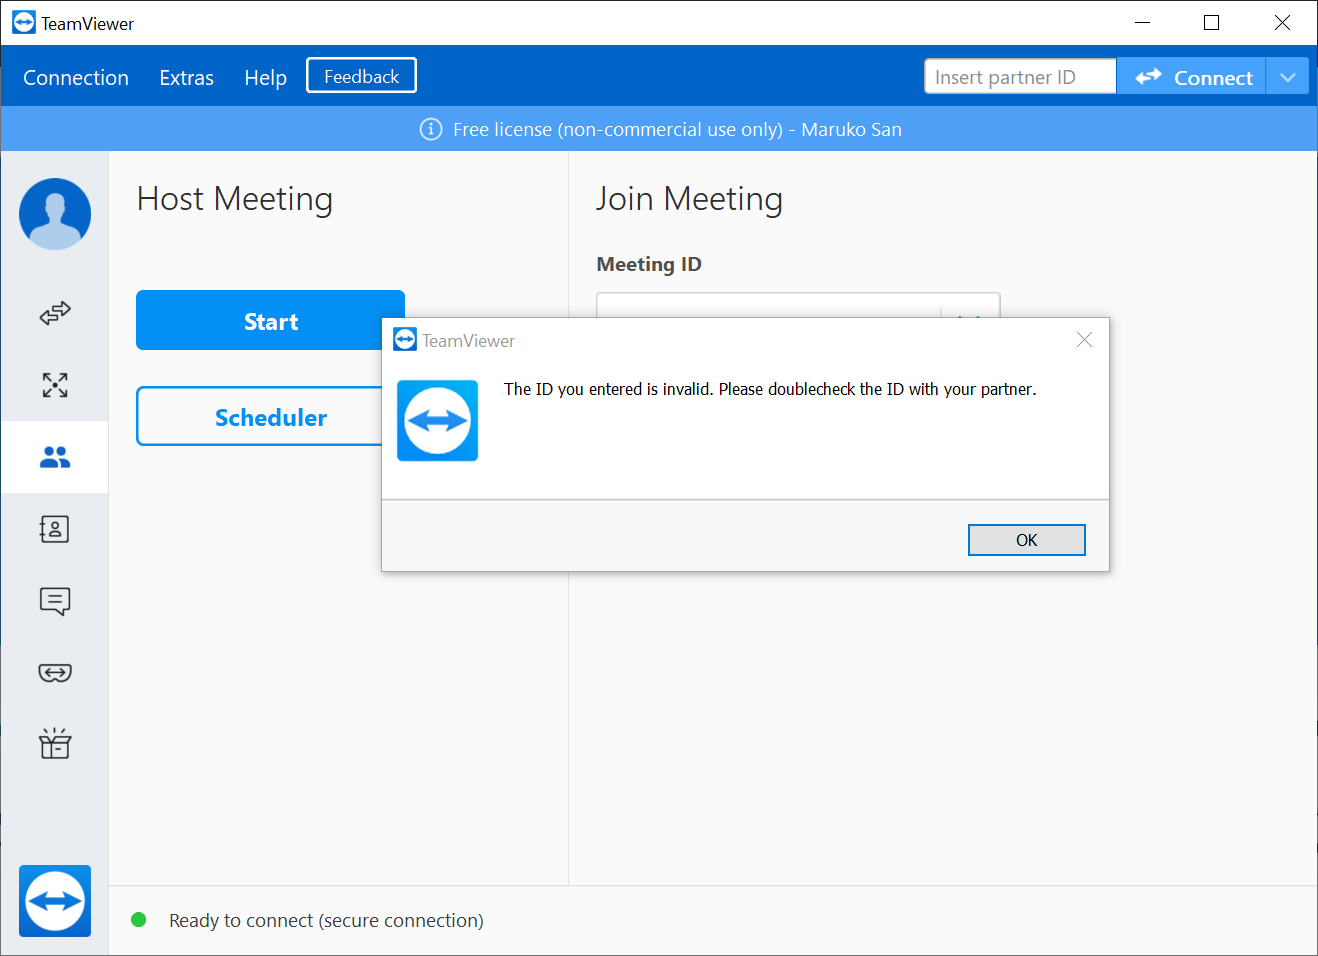 TeamViewer
Connection Extras Help Feedback Insert partner ID Connect
Free license (non-commercial use only) - Maruko San
Host Meeting
Start
Scheduler
Join Meeting
Meeting ID
TeamViewer
The ID you entered is invalid. Please doublecheck the ID with your partner.
OK
Ready to connect (secure connection)